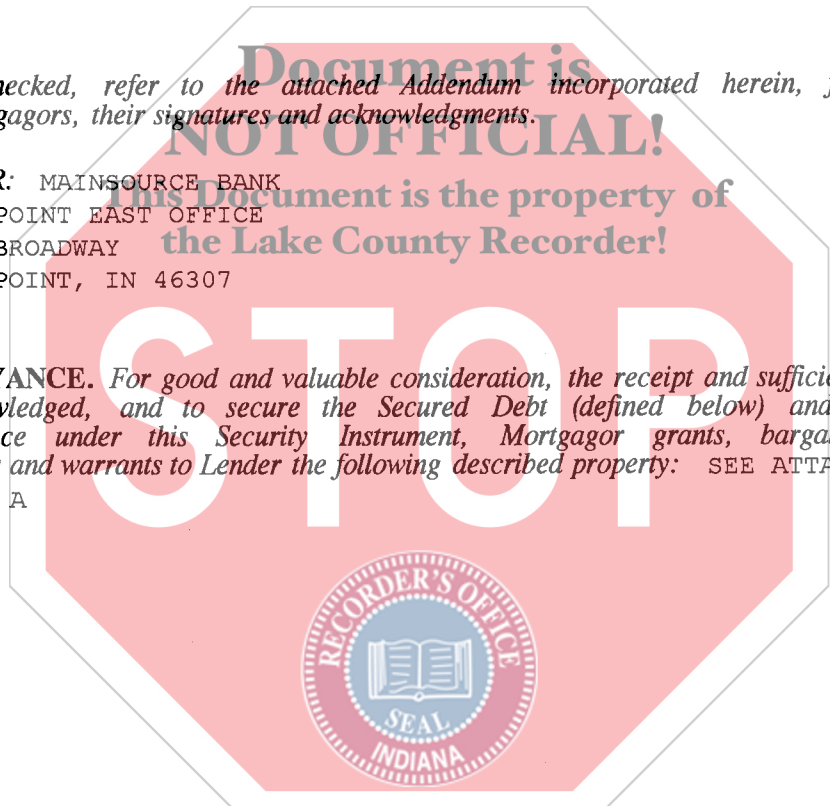 Document is
necked, refer to the attached Addendum incorporated herein,
gagors, their signatures and acknowledgments.
NOT OFFICIAL!
R: MAINSOURCE BANK
This Document is the property of
POINT EAST OFFICE
BROADWAY
the Lake County Recorder!
POINT, IN 46307
STOP
YANCE. For good and valuable consideration, the receipt and suffici
wledged, and to secure the Secured Debt (defined below) and
ce under this Security Instrument, Mortgagor grants, barga
and warrants to Lender the following described property: SEE ATTA
A
RECORDER'S OFFICE
SEAL
INDIANA